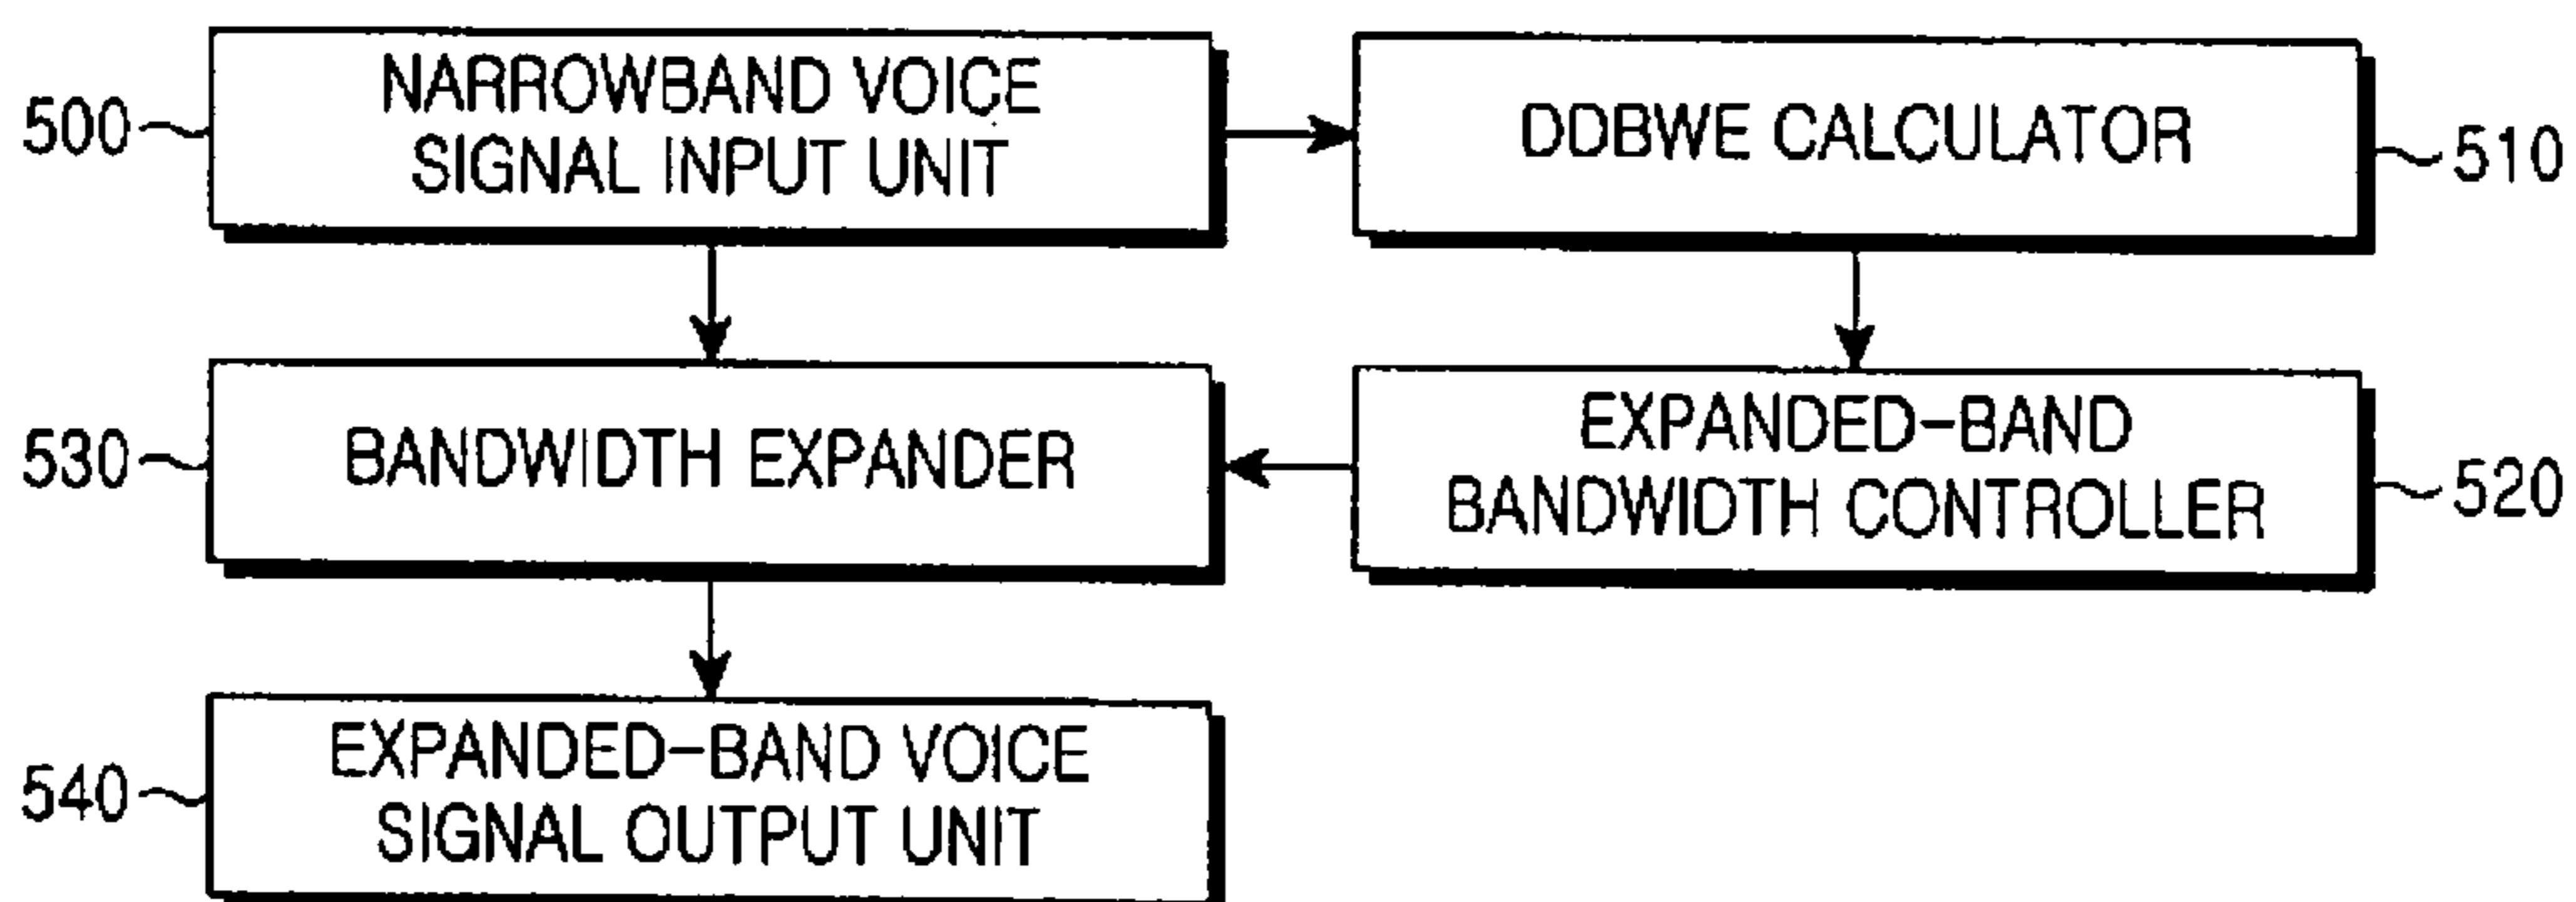 500
NARROWBAND VOICE
SIGNAL INPUT UNIT
DDBWE CALCULATOR
510
530
BANDWIDTH EXPANDER
EXPANDED-BAND
BANDWIDTH CONTROLLER
520
540
EXPANDED-BAND VOICE
SIGNAL OUTPUT UNIT